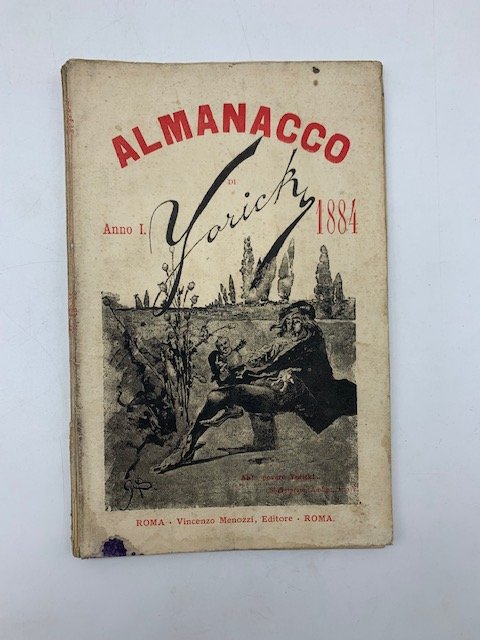 ALMANACCO
DI
Yorick
Anno I. 1884
Ah! povero Yorick!...
ROMA - Vincenzo Menozzi, Editore - ROMA.